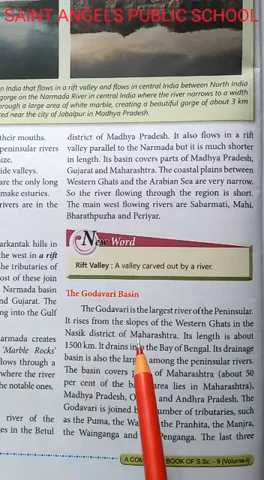 SAINT ANGELS PUBLIC SCHOOL
n India that flows in a rift valley and flows in central India between North India
gorge on the Narmada River in central India where the river narrows to a width
hrough a large area of white marble, creating a beautiful gorge of about 3 km
ted near the city of Jabalpur in Madhya Pradesh.
their mouths.
peninsular rivers
size.
ide valleys.
are the only long
make esturies.
rivers are in the
arkantak hills in
the west in a rift
the tributaries of
ost of these join
Narmada basin
nd Gujarat. The
ng into the Gulf
armada creates
'Marble Rocks'
lows through a
where the river
he notable ones.
river of the
es in the Betul
district of Madhya Pradesh. It also flows in a rift
valley parallel to the Narmada but it is much shorter
in length. Its basin covers parts of Madhya Pradesh,
Gujarat and Maharashtra. The coastal plains between
Western Ghats and the Arabian Sea are very narrow.
So the river flowing through the region is short.
The main west flowing rivers are Sabarmati, Mahi,
Bharathpuzha and Periyar.
New Word
Rift Valley : A valley carved out by a river.
The Godavari Basin
The Godavari is the largest river of the Peninsular.
It rises from the slopes of the Western Ghats in the
Nasik district of Maharashtra. Its length is about
1500 km. It drains into the Bay of Bengal. Its drainage
basin is also the largest among the peninsular rivers.
The basin covers of Maharashtra (about 50
per cent of the area lies in Maharashtra),
Madhya Pradesh, and Andhra Pradesh. The
Godavari is joined number of tributaries, such
as the Purna, the the Pranhita, the Manjra,
the Wainganga and Penganga. The last three
BOOK OF S.Sc. - 9 (Volume-I)